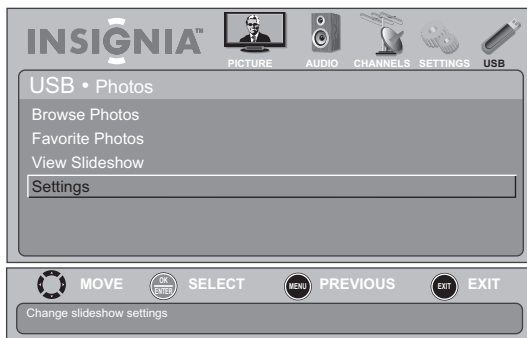 INSIGNIA™
PICTURE AUDIO CHANNELS SETTINGS USB
USB • Photos
Browse Photos
Favorite Photos
View Slideshow
Settings
MOVE OK ENTER SELECT MENU PREVIOUS EXIT EXIT
Change slideshow settings